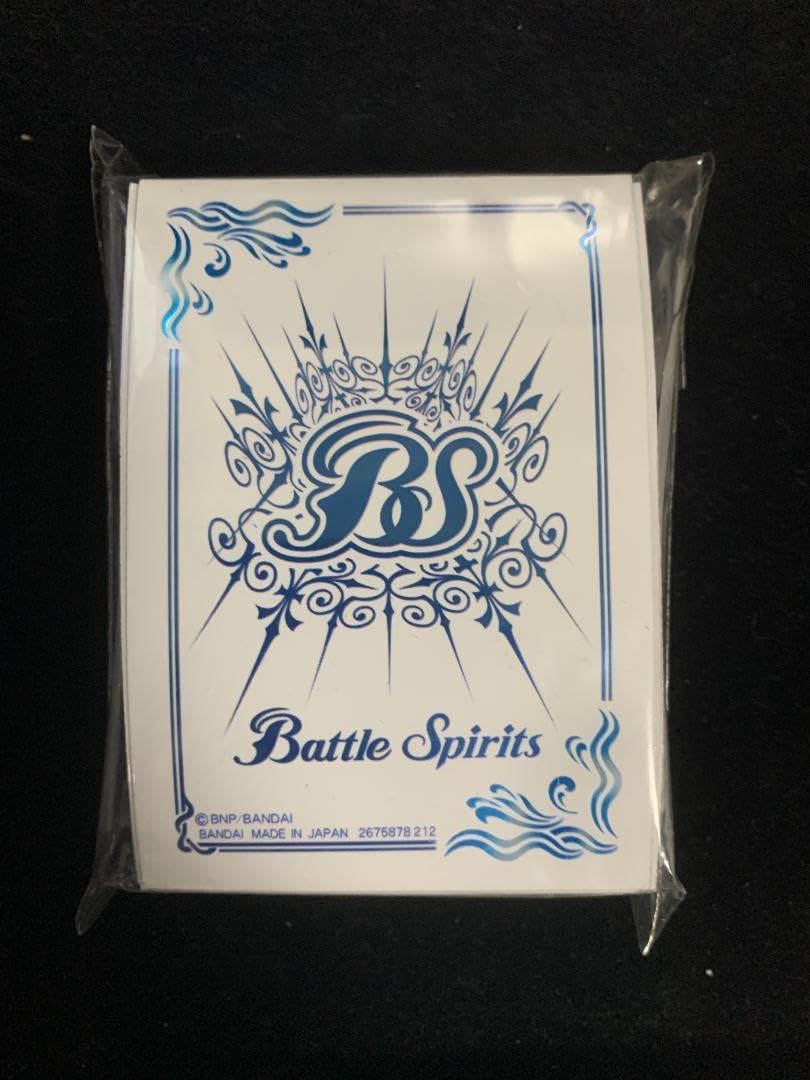 BS
Battle Spirits
©BNP/BANDAI
BANDAI MADE IN JAPAN 2675878 212